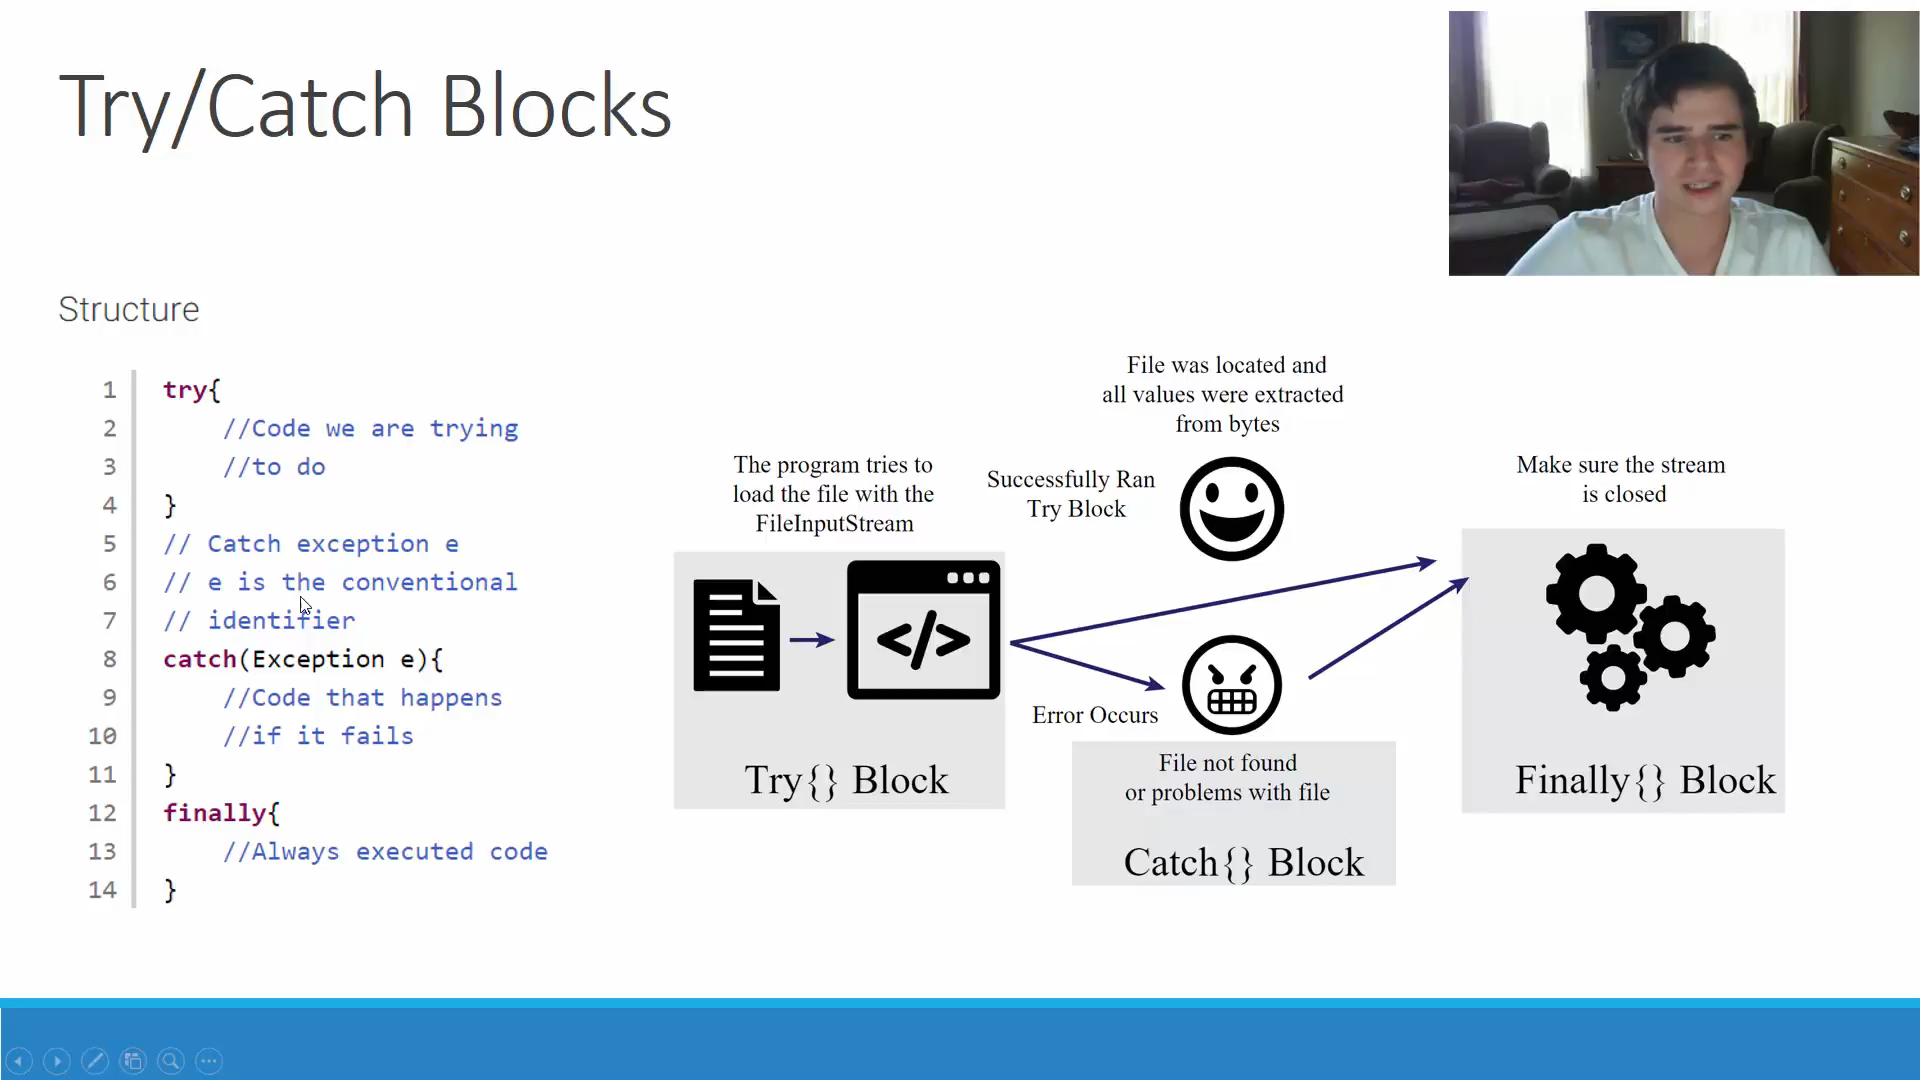 Try/Catch Blocks
Structure
1 try{
2 //Code we are trying
3 //to do
4 }
5 // Catch exception e
6 // e is the conventional
7 // identifier
8 catch(Exception e){
9 //Code that happens
10 //if it fails
11 }
12 finally{
13 //Always executed code
14 }
The program tries to
load the file with the
FileInputStream
</>
Try{} Block
File was located and
all values were extracted
from bytes
Successfully Ran
Try Block
Error Occurs
File not found
or problems with file
Catch{} Block
Make sure the stream
is closed
Finally{} Block